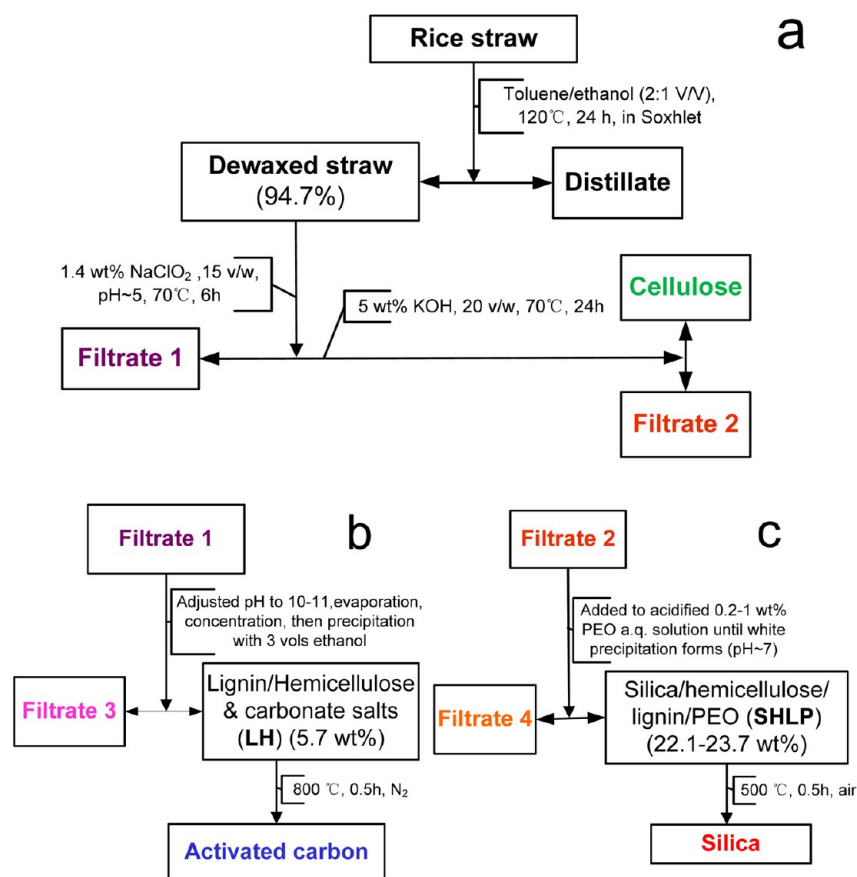 a
Rice straw
Toluene/ethanol (2:1 V/V),
120℃, 24 h, in Soxhlet
Dewaxed straw
(94.7%)
Distillate
1.4 wt% NaClO₂ ,15 v/w,
pH~5, 70℃, 6h
5 wt% KOH, 20 v/w, 70℃, 24h
Cellulose
Filtrate 1
Filtrate 2
b
Filtrate 1
Adjusted pH to 10-11,evaporation,
concentration, then precipitation
with 3 vols ethanol
Filtrate 3
Lignin/Hemicellulose
& carbonate salts
(LH) (5.7 wt%)
800 ℃, 0.5h, N₂
Activated carbon
c
Filtrate 2
Added to acidified 0.2-1 wt%
PEO a.q. solution until white
precipitation forms (pH~7)
Filtrate 4
Silica/hemicellulose/
lignin/PEO (SHLP)
(22.1-23.7 wt%)
500 ℃, 0.5h, air
Silica